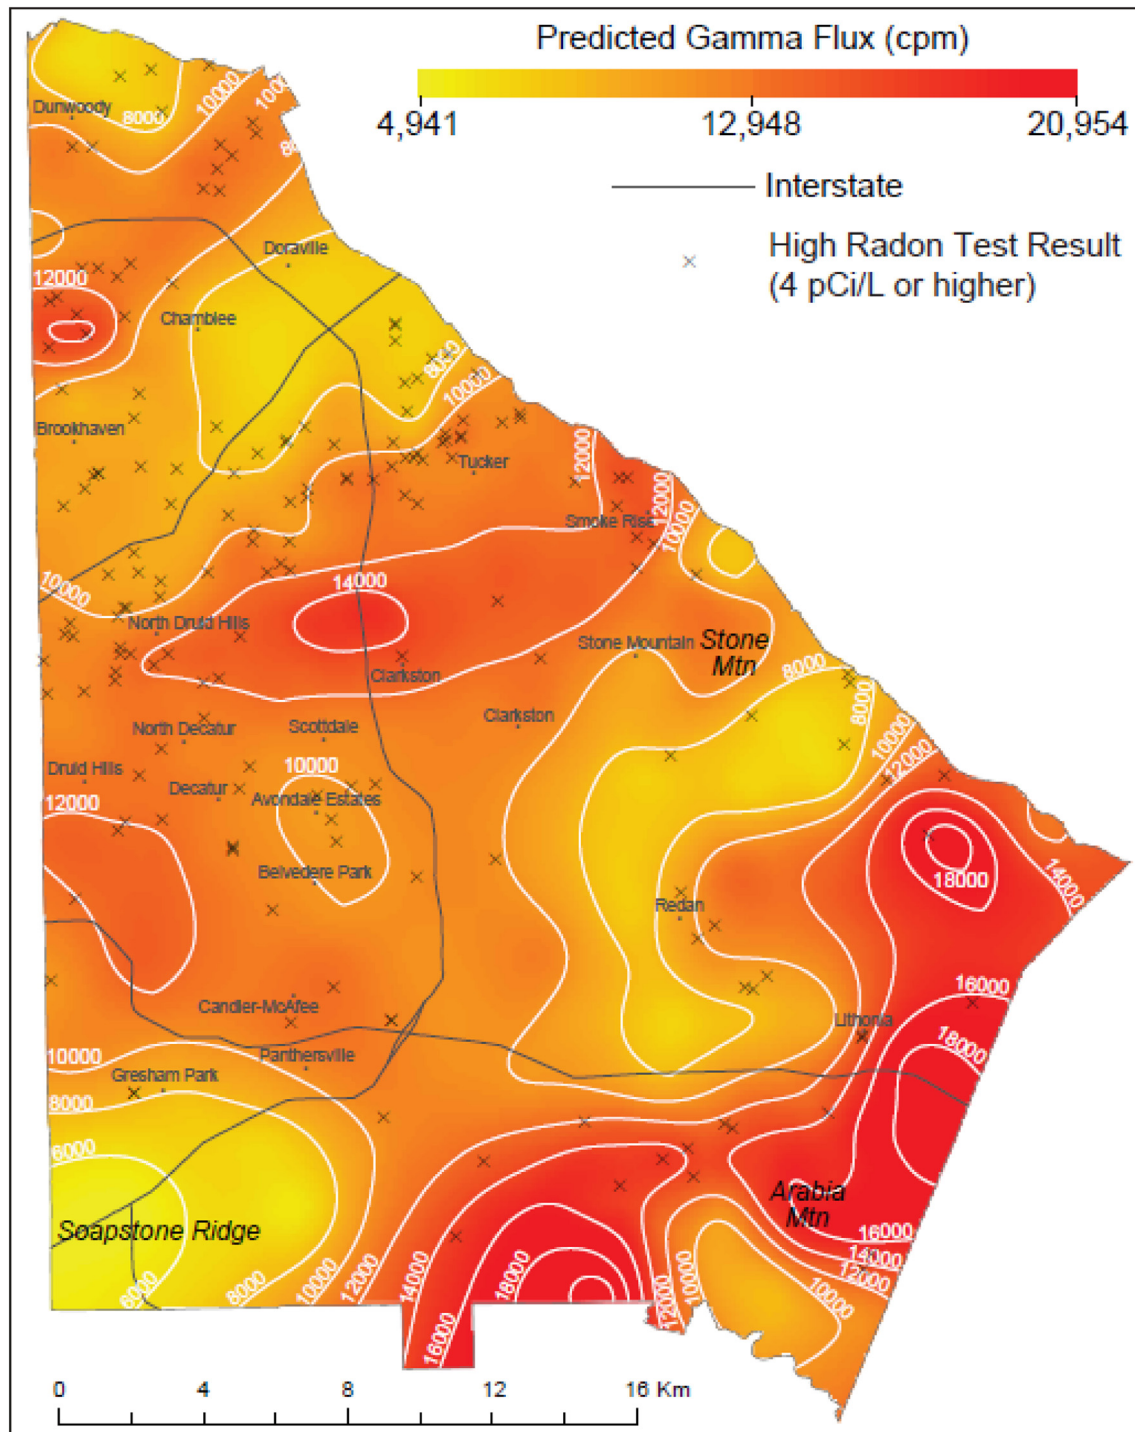 Predicted Gamma Flux (cpm)
4,941 12,948 20,954
Interstate
High Radon Test Result
(4 pCi/L or higher)
10000
1000
Dunwoody
8000
80
Doraville
12000
Chamblee
8000
10000
Brookhaven
Tucker
12000
12000
Smoke Rise
10000
14000
10000
North Druid Hills
Stone Mountain
Stone
Mtn
Clarkston
8000
8000
Clarkston
North Decatur
Scottdale
10000
12000
Druid Hills
10000
Decatur
Avondale Estates
12000
Belvedere Park
18000
14000
Redan
16000
Candler-McAfee
Lithonia
18000
10000
Panthersville
Gresham Park
8000
6000
Arabia
Mtn
Soapstone Ridge
16000
14000
12000
10000
6000
8000
10000
12000
14000
16000
18000
12000
10000
0 4 8 12 16 Km